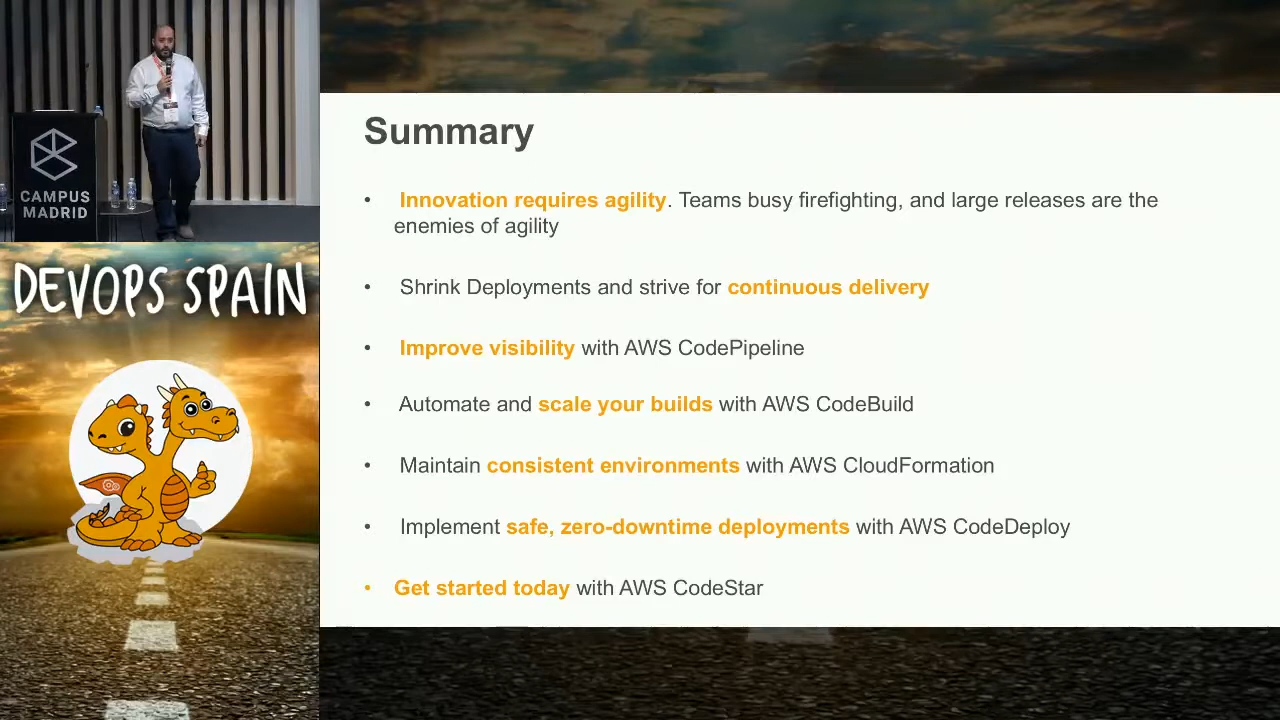 CAMPUS
MADRID
DEVOPS SPAIN
Summary
• Innovation requires agility. Teams busy firefighting, and large releases are the
enemies of agility
• Shrink Deployments and strive for continuous delivery
• Improve visibility with AWS CodePipeline
• Automate and scale your builds with AWS CodeBuild
• Maintain consistent environments with AWS CloudFormation
• Implement safe, zero-downtime deployments with AWS CodeDeploy
• Get started today with AWS CodeStar